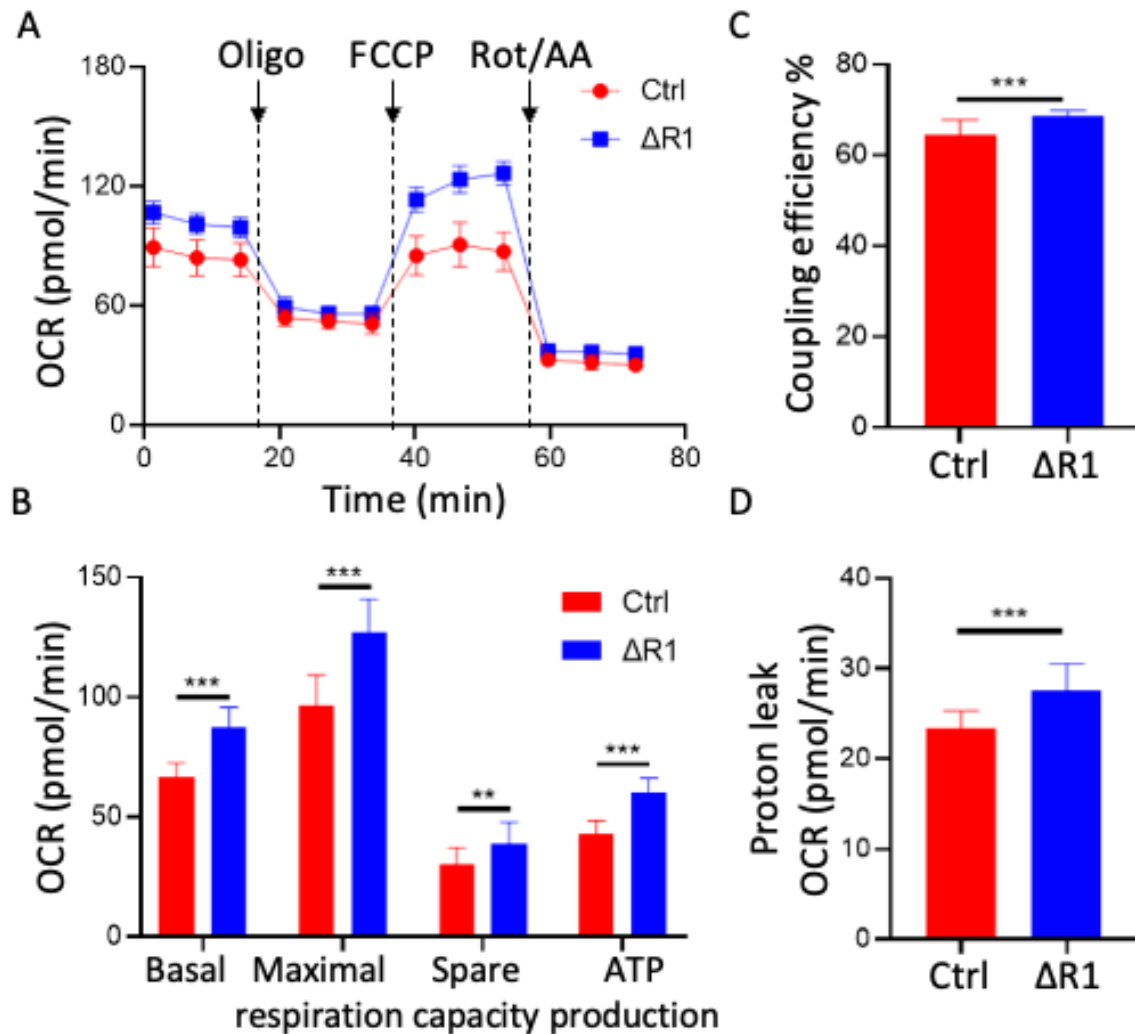 A
Oligo FCCP Rot/AA
180
120
60
0
OCR (pmol/min)
0 20 40 60 80
Time (min)
Ctrl
ΔR1
B
150
100
50
0
OCR (pmol/min)
***
***
**
***
Ctrl
ΔR1
Basal Maximal Spare ATP
respiration capacity production
C
80
60
40
20
0
Coupling efficiency %
***
Ctrl ΔR1
D
40
30
20
10
0
Proton leak
OCR (pmol/min)
***
Ctrl ΔR1